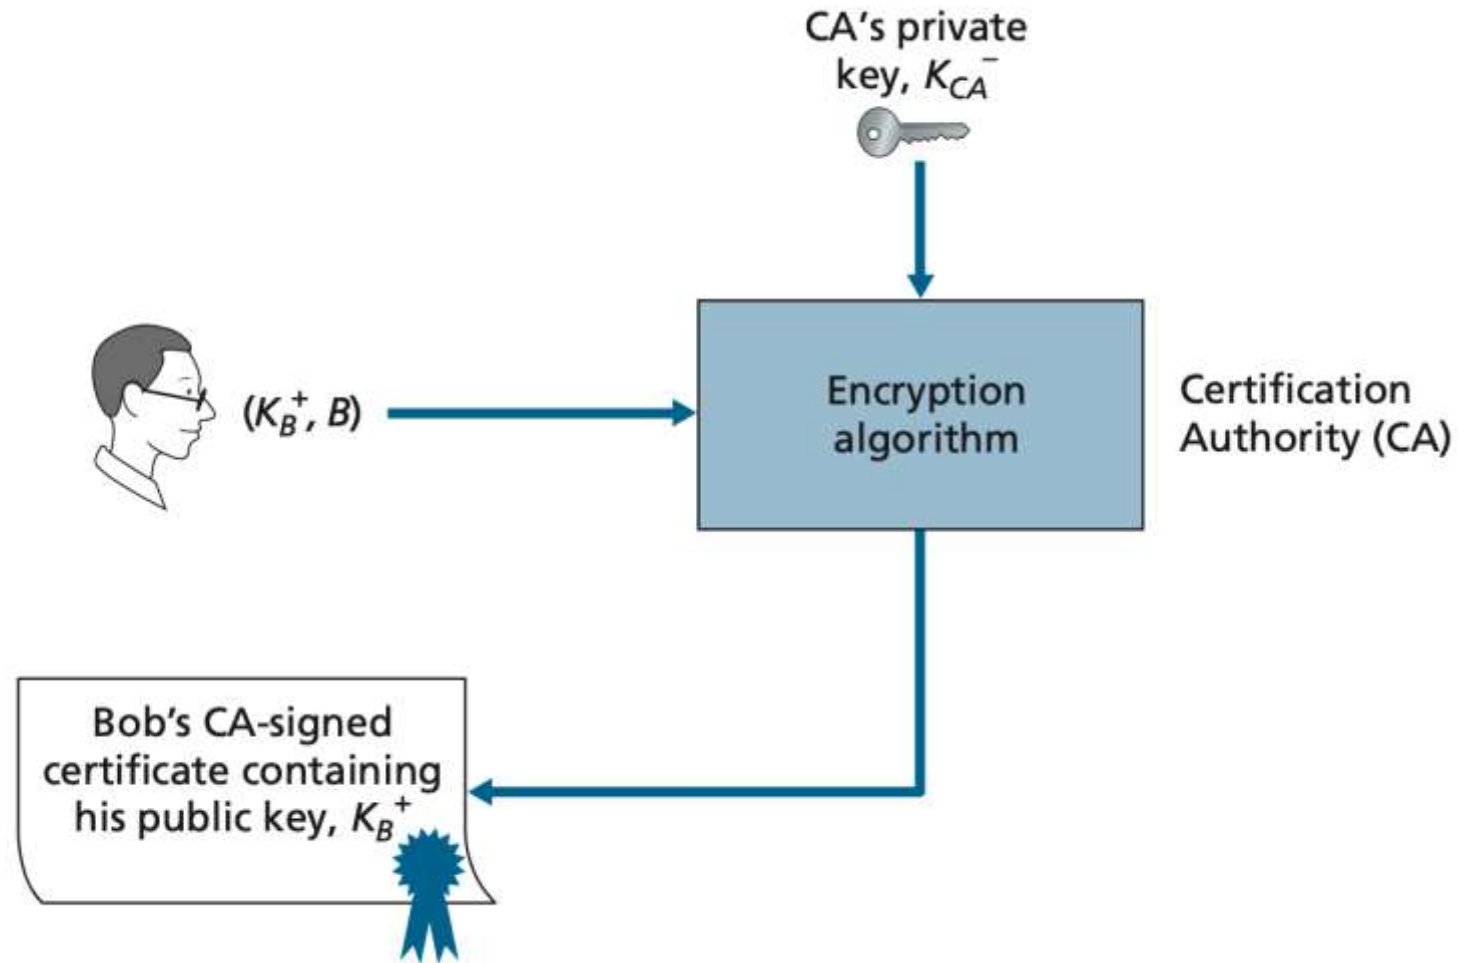 CA's private
key, K_CA^−
(K_B^+, B)
Encryption
algorithm
Certification
Authority (CA)
Bob's CA-signed
certificate containing
his public key, K_B^+